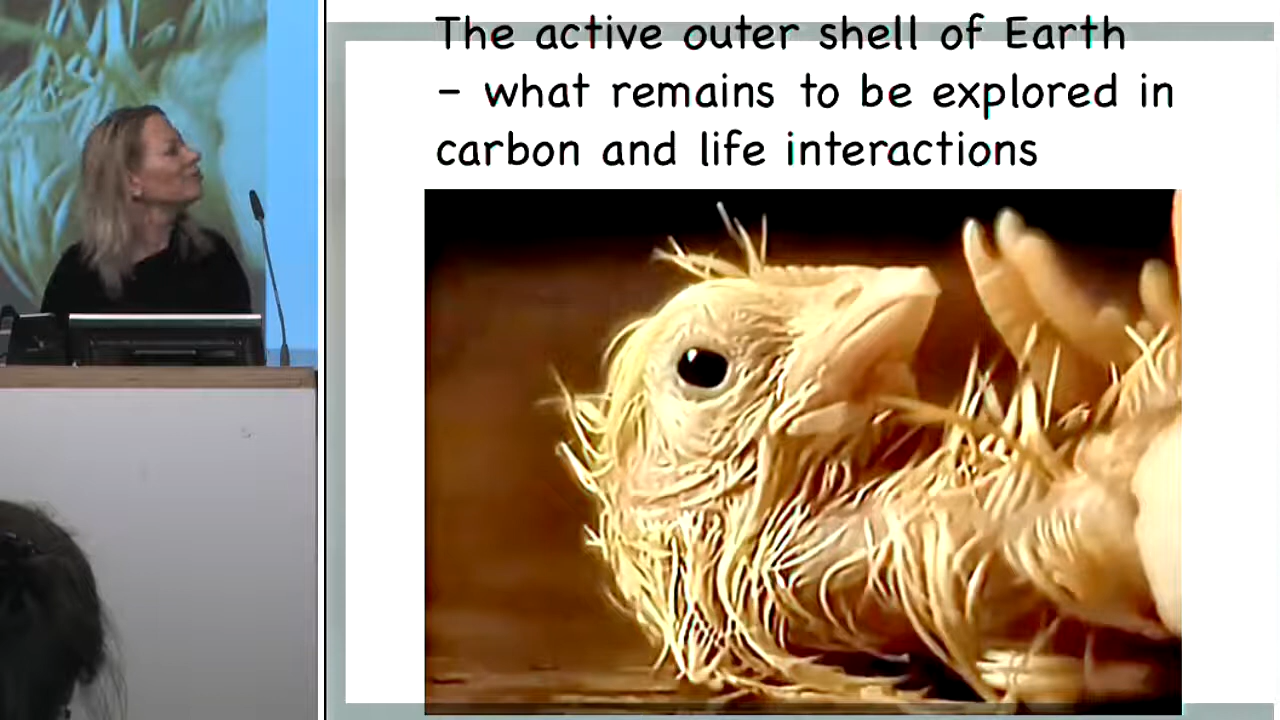 The active outer shell of Earth
– what remains to be explored in
carbon and life interactions